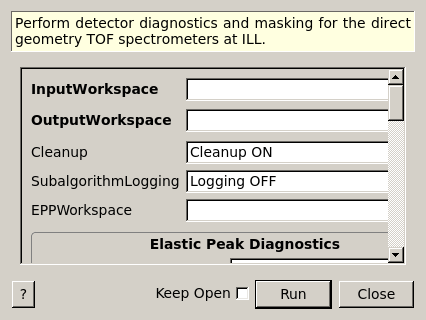 Perform detector diagnostics and masking for the direct
geometry TOF spectrometers at ILL.
InputWorkspace
OutputWorkspace
Cleanup Cleanup ON
SubalgorithmLogging Logging OFF
EPPWorkspace
Elastic Peak Diagnostics
? Keep Open Run Close